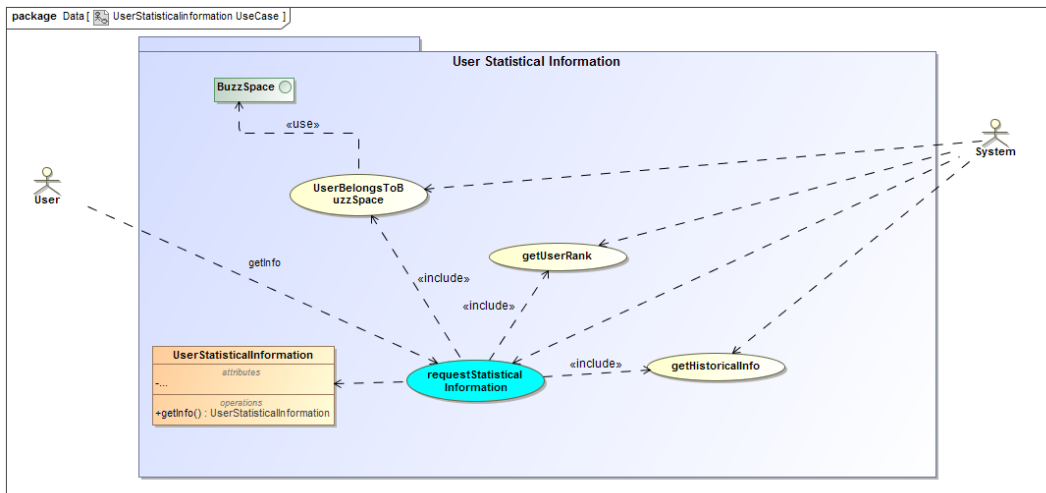 package Data [ UserStatisticalInformation UseCase ]
User Statistical Information
BuzzSpace
«use»
System
UserBelongsToB
uzzSpace
User
getUserRank
getInfo
«include»
«include»
UserStatisticalInformation
attributes
-...
operations
+getInfo() : UserStatisticalInformation
requestStatistical
Information
«include»
getHistoricalInfo